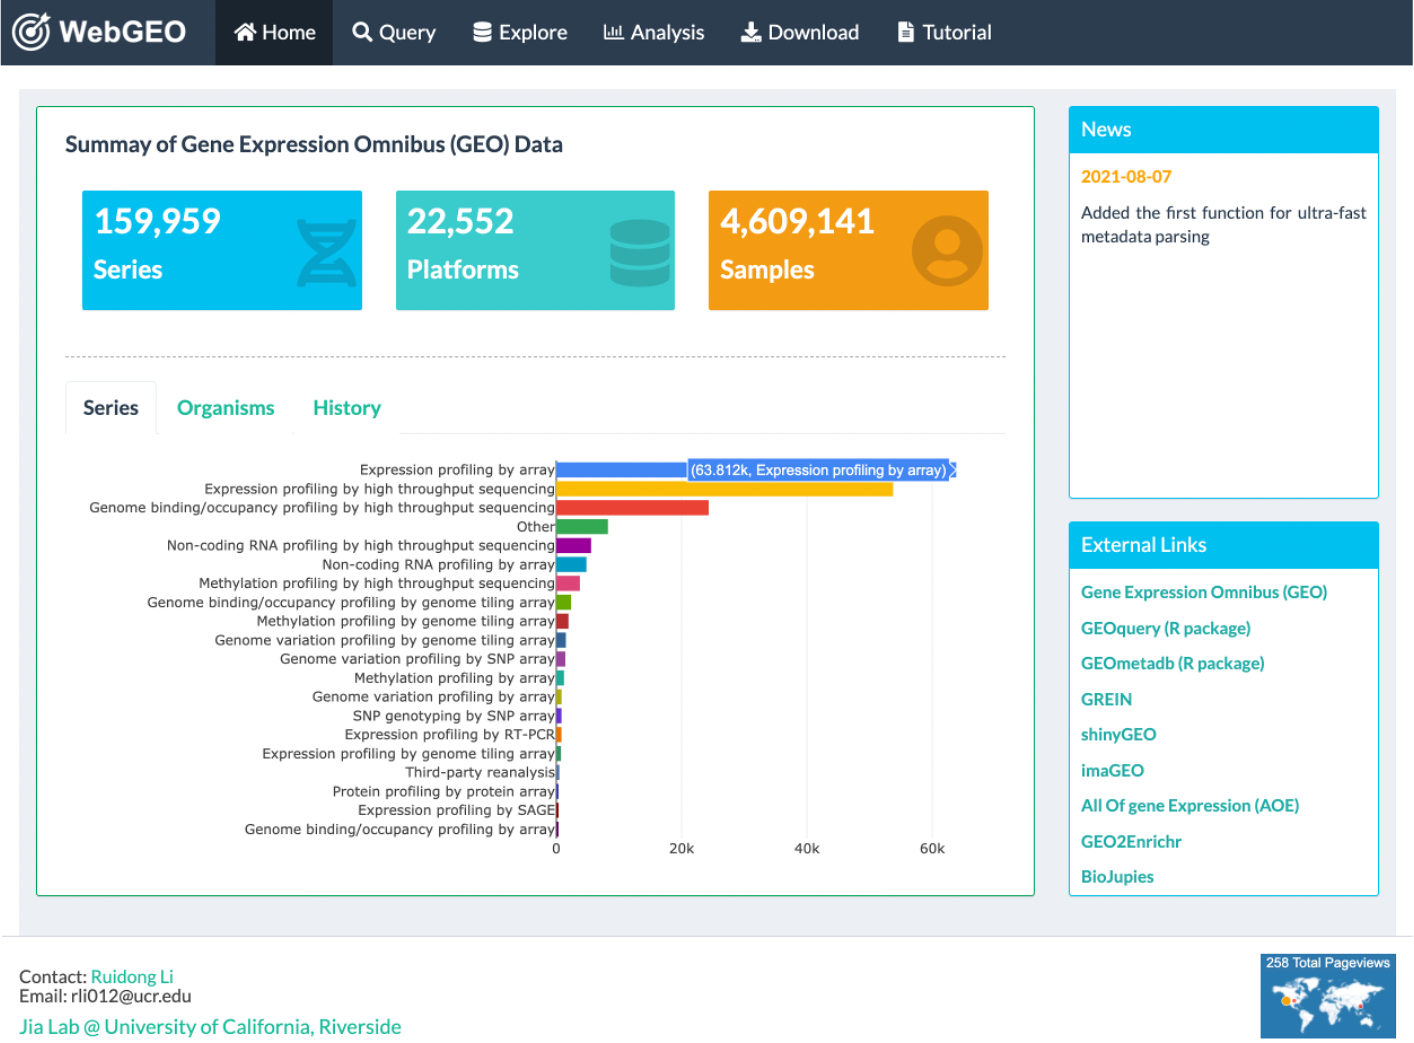 WebGEO
Home
Query
Explore
Analysis
Download
Tutorial
Summay of Gene Expression Omnibus (GEO) Data
159,959
Series
22,552
Platforms
4,609,141
Samples
Series
Organisms
History
Expression profiling by array
(63.812k, Expression profiling by array)
Expression profiling by high throughput sequencing
Genome binding/occupancy profiling by high throughput sequencing
Other
Non-coding RNA profiling by high throughput sequencing
Non-coding RNA profiling by array
Methylation profiling by high throughput sequencing
Genome binding/occupancy profiling by genome tiling array
Methylation profiling by genome tiling array
Genome variation profiling by genome tiling array
Genome variation profiling by SNP array
Methylation profiling by array
Genome variation profiling by array
SNP genotyping by SNP array
Expression profiling by RT-PCR
Expression profiling by genome tiling array
Third-party reanalysis
Protein profiling by protein array
Expression profiling by SAGE
Genome binding/occupancy profiling by array
0
20k
40k
60k
News
2021-08-07
Added the first function for ultra-fast
metadata parsing
External Links
Gene Expression Omnibus (GEO)
GEOquery (R package)
GEOmetadb (R package)
GREIN
shinyGEO
imaGEO
All Of gene Expression (AOE)
GEO2Enrichr
BioJupies
Contact: Ruidong Li
Email: rli012@ucr.edu
Jia Lab @ University of California, Riverside
258 Total Pageviews